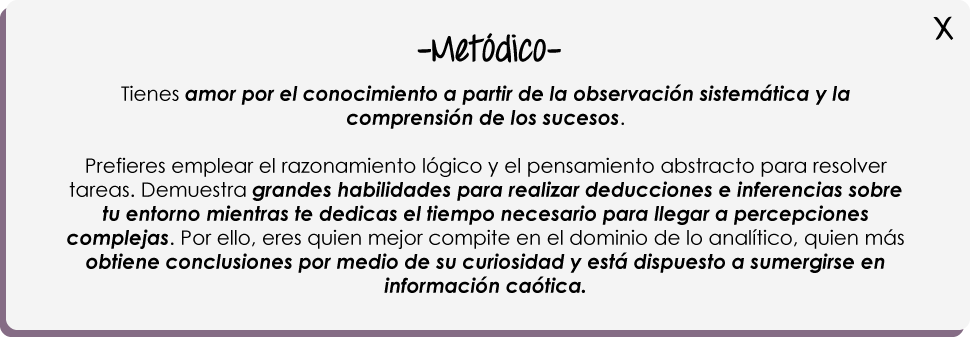 X
-Metódico-
Tienes amor por el conocimiento a partir de la observación sistemática y la
comprensión de los sucesos.
Prefieres emplear el razonamiento lógico y el pensamiento abstracto para resolver
tareas. Demuestra grandes habilidades para realizar deducciones e inferencias sobre
tu entorno mientras te dedicas el tiempo necesario para llegar a percepciones
complejas. Por ello, eres quien mejor compite en el dominio de lo analítico, quien más
obtiene conclusiones por medio de su curiosidad y está dispuesto a sumergirse en
información caótica.